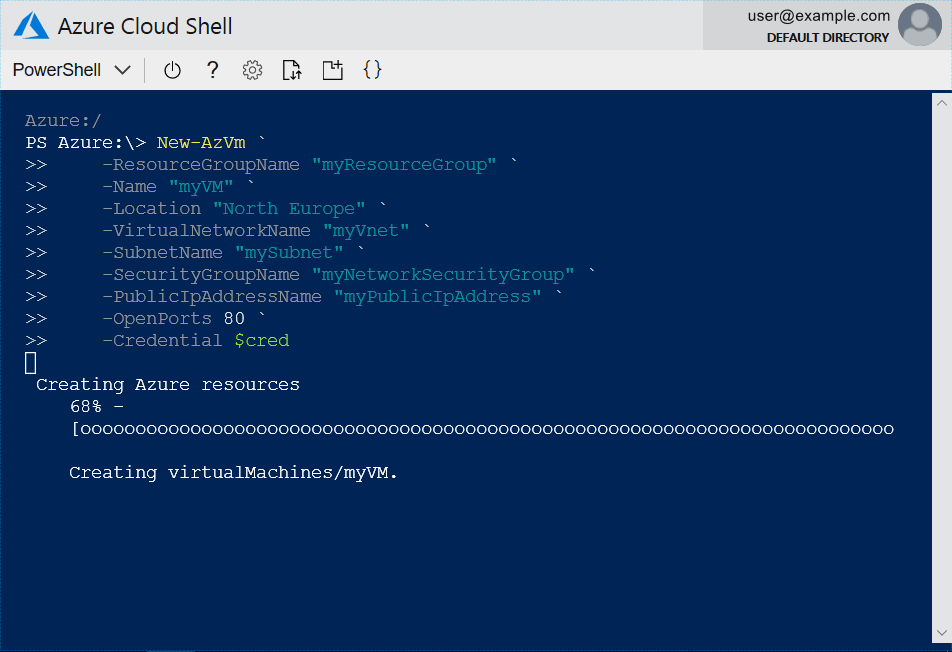 Azure Cloud Shell
user@example.com
DEFAULT DIRECTORY
PowerShell
Azure:/
PS Azure:\> New-AzVm `
>>     -ResourceGroupName "myResourceGroup" `
>>     -Name "myVM" `
>>     -Location "North Europe" `
>>     -VirtualNetworkName "myVnet" `
>>     -SubnetName "mySubnet" `
>>     -SecurityGroupName "myNetworkSecurityGroup" `
>>     -PublicIpAddressName "myPublicIpAddress" `
>>     -OpenPorts 80 `
>>     -Credential $cred
Creating Azure resources
68% -
[oooooooooooooooooooooooooooooooooooooooooooooooooooooooooooooooooooooooooo
Creating virtualMachines/myVM.